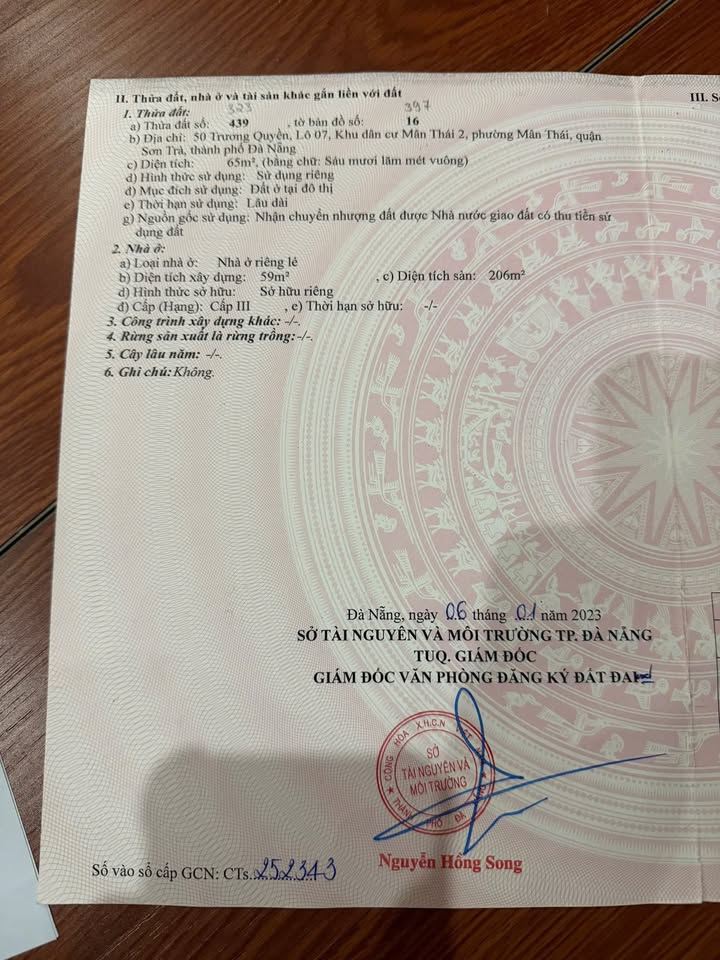 II. Thửa đất, nhà ở và tài sản khác gắn liền với đất
III. S
1. Thửa đất:
323 397
a) Thửa đất số: 439 , tờ bản đồ số: 16
b) Địa chỉ: 50 Trương Quyền, Lô 07, Khu dân cư Mân Thái 2, phường Mân Thái, quận
Sơn Trà, thành phố Đà Nẵng
c) Diện tích: 65m², (bằng chữ: Sáu mươi lăm mét vuông)
d) Hình thức sử dụng: Sử dụng riêng
đ) Mục đích sử dụng: Đất ở tại đô thị
e) Thời hạn sử dụng: Lâu dài
g) Nguồn gốc sử dụng: Nhận chuyển nhượng đất được Nhà nước giao đất có thu tiền sử
dụng đất
2. Nhà ở:
a) Loại nhà ở: Nhà ở riêng lẻ
b) Diện tích xây dựng: 59m² , c) Diện tích sàn: 206m²
d) Hình thức sở hữu: Sở hữu riêng
đ) Cấp (Hạng): Cấp III , e) Thời hạn sở hữu: -/-
3. Công trình xây dựng khác: -/-.
4. Rừng sản xuất là rừng trồng: -/-.
5. Cây lâu năm: -/-.
6. Ghi chú: Không.
Đà Nẵng, ngày 06 tháng 01 năm 2023
SỞ TÀI NGUYÊN VÀ MÔI TRƯỜNG TP. ĐÀ NẴNG
TUQ. GIÁM ĐỐC
GIÁM ĐỐC VĂN PHÒNG ĐĂNG KÝ ĐẤT ĐAI
CỘNG HÒA X.H.C.N VIỆT NAM
SỞ
TÀI NGUYÊN VÀ
MÔI TRƯỜNG
THÀNH PHỐ ĐÀ NẴNG
Nguyễn Hồng Song
Số vào sổ cấp GCN: CTs.252343